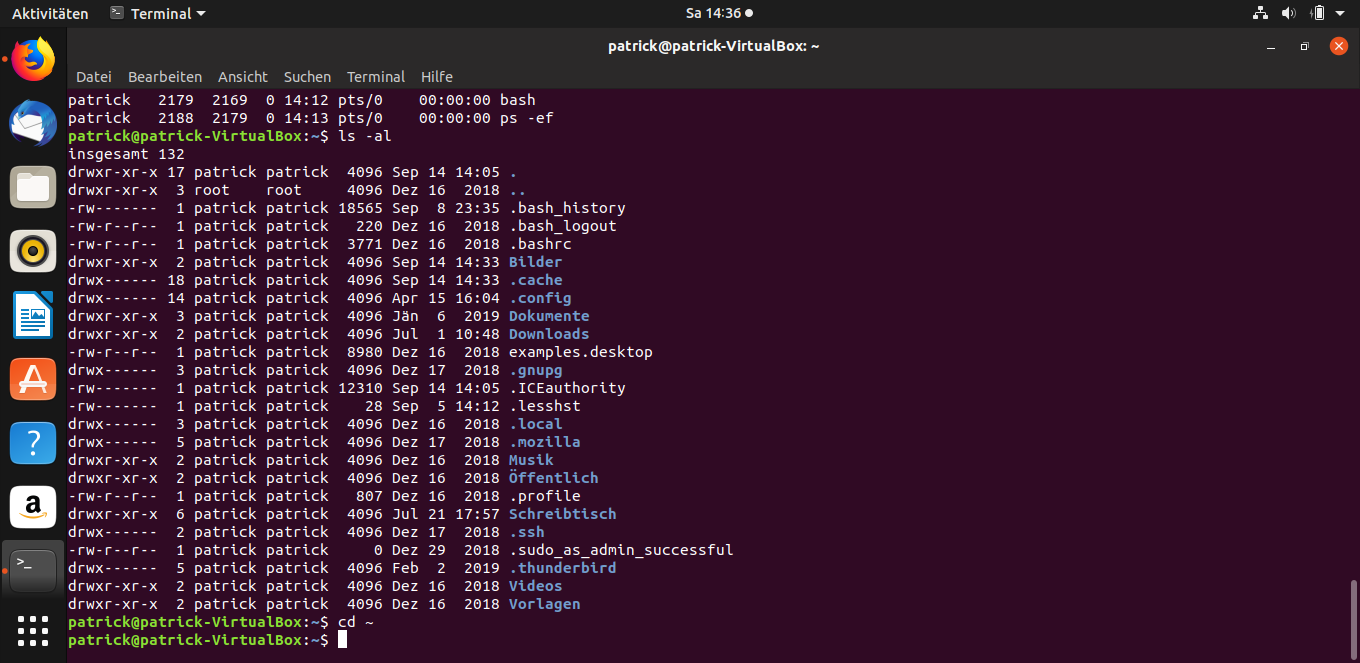 Aktivitäten Terminal Sa 14:36
patrick@patrick-VirtualBox: ~
Datei Bearbeiten Ansicht Suchen Terminal Hilfe
patrick   2179  2169  0 14:12 pts/0    00:00:00 bash
patrick   2188  2179  0 14:13 pts/0    00:00:00 ps -ef
patrick@patrick-VirtualBox:~$ ls -al
insgesamt 132
drwxr-xr-x 17 patrick patrick  4096 Sep 14 14:05 .
drwxr-xr-x  3 root    root     4096 Dez 16  2018 ..
-rw-------  1 patrick patrick 18565 Sep  8 23:35 .bash_history
-rw-r--r--  1 patrick patrick   220 Dez 16  2018 .bash_logout
-rw-r--r--  1 patrick patrick  3771 Dez 16  2018 .bashrc
drwxr-xr-x  2 patrick patrick  4096 Sep 14 14:33 Bilder
drwx------ 18 patrick patrick  4096 Sep 14 14:33 .cache
drwx------ 14 patrick patrick  4096 Apr 15 16:04 .config
drwxr-xr-x  3 patrick patrick  4096 Jän  6  2019 Dokumente
drwxr-xr-x  2 patrick patrick  4096 Jul  1 10:48 Downloads
-rw-r--r--  1 patrick patrick  8980 Dez 16  2018 examples.desktop
drwx------  3 patrick patrick  4096 Dez 17  2018 .gnupg
-rw-------  1 patrick patrick 12310 Sep 14 14:05 .ICEauthority
-rw-------  1 patrick patrick    28 Sep  5 14:12 .lesshst
drwx------  3 patrick patrick  4096 Dez 16  2018 .local
drwx------  5 patrick patrick  4096 Dez 17  2018 .mozilla
drwxr-xr-x  2 patrick patrick  4096 Dez 16  2018 Musik
drwxr-xr-x  2 patrick patrick  4096 Dez 16  2018 Öffentlich
-rw-r--r--  1 patrick patrick   807 Dez 16  2018 .profile
drwxr-xr-x  6 patrick patrick  4096 Jul 21 17:57 Schreibtisch
drwx------  2 patrick patrick  4096 Dez 17  2018 .ssh
-rw-r--r--  1 patrick patrick     0 Dez 29  2018 .sudo_as_admin_successful
drwx------  5 patrick patrick  4096 Feb  2  2019 .thunderbird
drwxr-xr-x  2 patrick patrick  4096 Dez 16  2018 Videos
drwxr-xr-x  2 patrick patrick  4096 Dez 16  2018 Vorlagen
patrick@patrick-VirtualBox:~$ cd ~
patrick@patrick-VirtualBox:~$